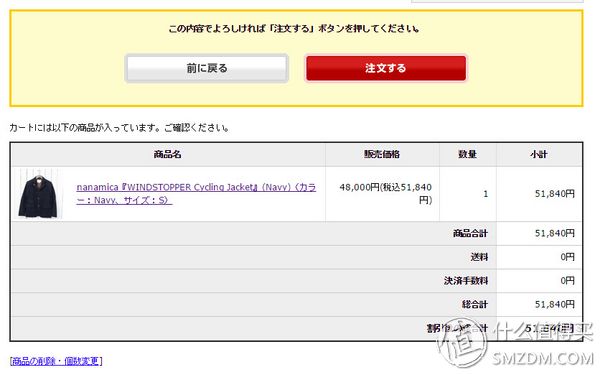 この内容でよろしければ「注文する」ボタンを押してください。
前に戻る
注文する
カートには以下の商品が入っています。ご確認ください。
商品名 販売価格 数量 小計
nanamica『WINDSTOPPER Cycling Jacket』(Navy)（カラ 48,000円(税込51,840 1 51,840円
ー：Navy、サイズ：S） 円)
商品合計 51,840円
送料 0円
決済手数料 0円
総合計 51,840円
合計 51,840円
[商品の削除・個数変更]
值 什么值得买
SMZDM.COM